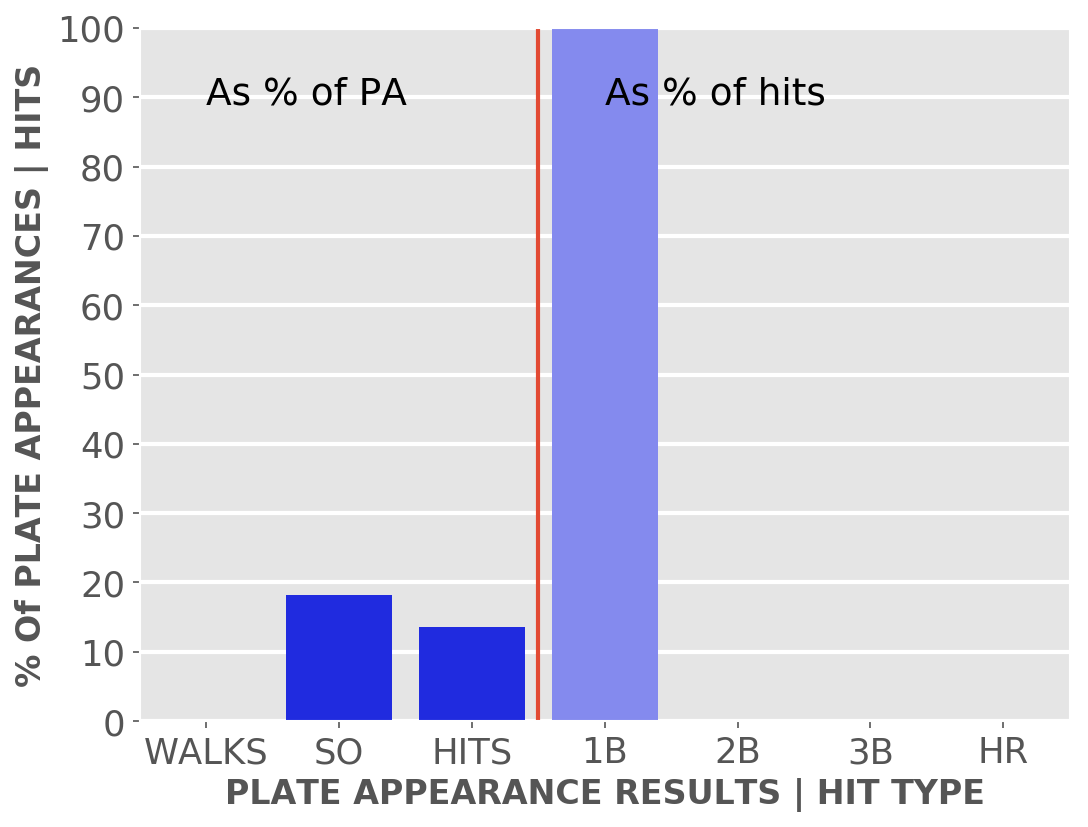 % Of PLATE APPEARANCES | HITS
100
90
80
70
60
50
40
30
20
10
0
As % of PA
As % of hits
WALKS SO HITS 1B 2B 3B HR
PLATE APPEARANCE RESULTS | HIT TYPE